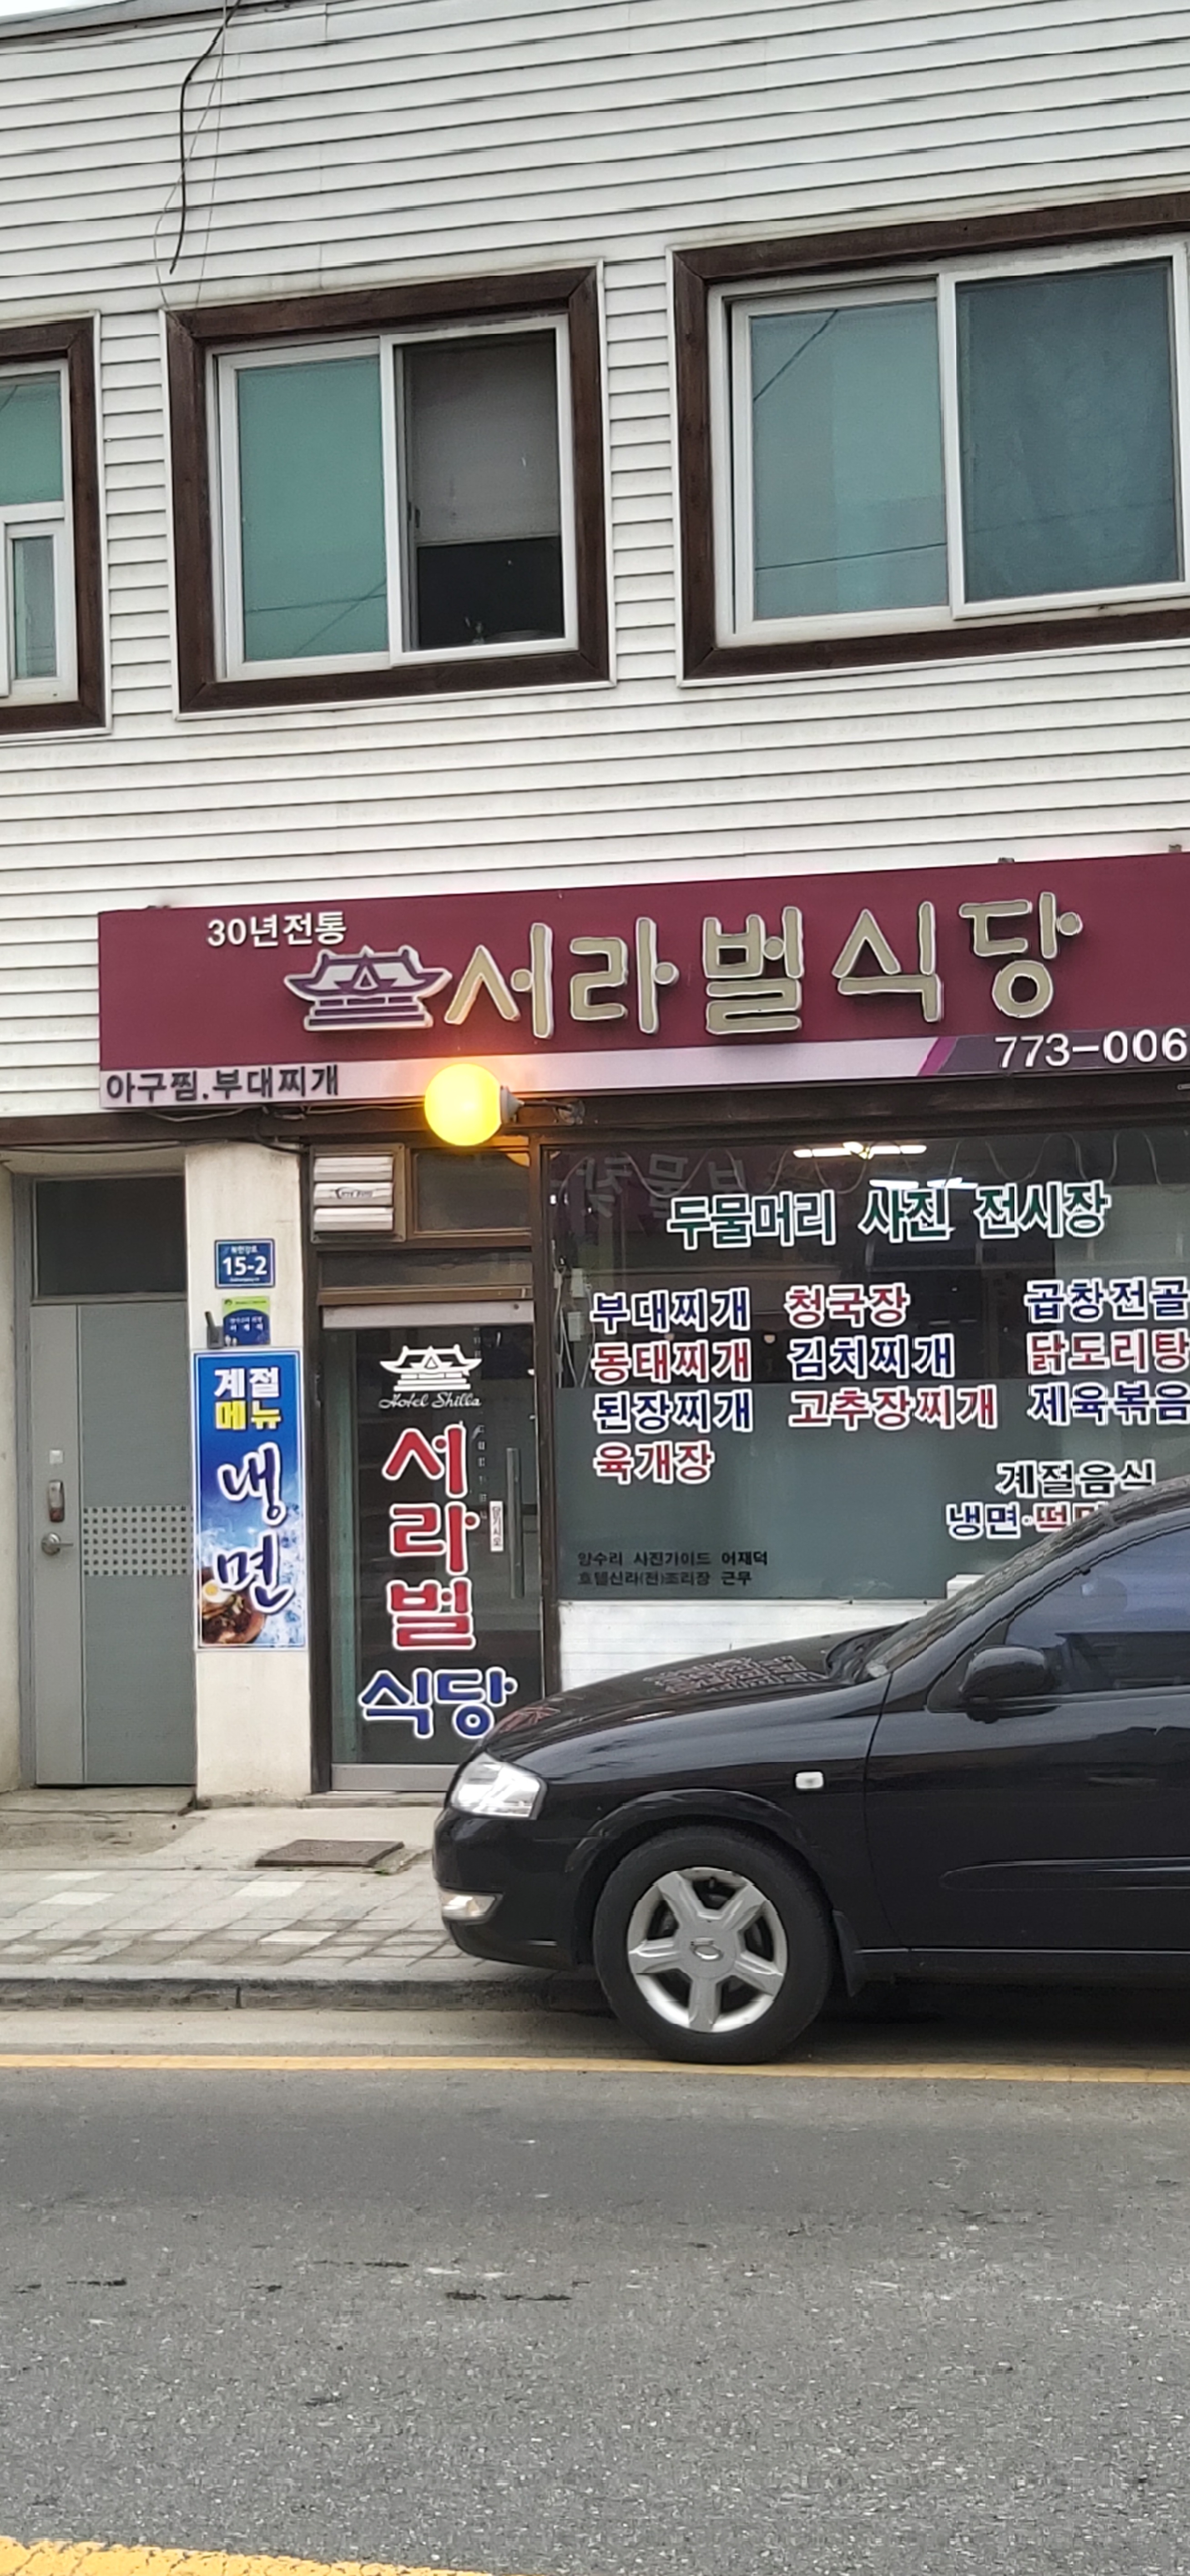 30년전통
서라벌식당
773-006
아구찜.부대찌개
두물머리 사진 전시장
부대찌개 청국장 곱창전골
동태찌개 김치찌개 닭도리탕
된장찌개 고추장찌개 제육볶음
육개장
계절음식
냉면·떡
양수리 사진가이드 어재덕
호텔신라(전)조리장 근무
15-2
계절
메뉴
냉
면
Hotel Shilla
서
라
벌
식당